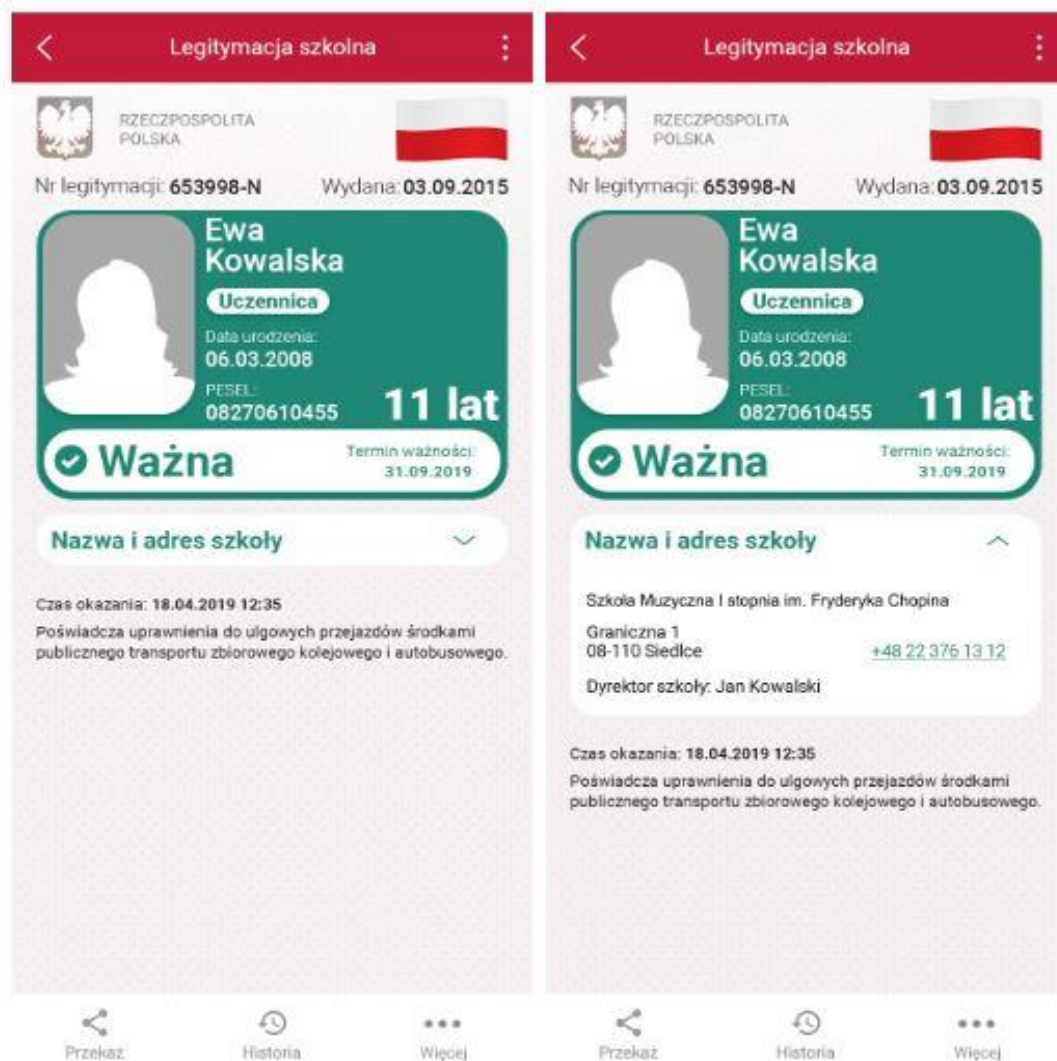 Legitymacja szkolna
RZECZPOSPOLITA
POLSKA
Nr legitymacji: 653998-N Wydana: 03.09.2015
Ewa
Kowalska
Uczennica
Data urodzenia:
06.03.2008
PESEL:
08270610455
11 lat
Ważna
Termin ważności:
31.09.2019
Nazwa i adres szkoły
Czas okazania: 18.04.2019 12:35
Poświadcza uprawnienia do ulgowych przejazdów środkami
publicznego transportu zbiorowego kolejowego i autobusowego.
Przekaż Historia Więcej
Legitymacja szkolna
RZECZPOSPOLITA
POLSKA
Nr legitymacji: 653998-N Wydana: 03.09.2015
Ewa
Kowalska
Uczennica
Data urodzenia:
06.03.2008
PESEL:
08270610455
11 lat
Ważna
Termin ważności:
31.09.2019
Nazwa i adres szkoły
Szkoła Muzyczna I stopnia im. Fryderyka Chopina
Graniczna 1
08-110 Siedlce +48 22 376 13 12
Dyrektor szkoły: Jan Kowalski
Czas okazania: 18.04.2019 12:35
Poświadcza uprawnienia do ulgowych przejazdów środkami
publicznego transportu zbiorowego kolejowego i autobusowego.
Przekaż Historia Więcej